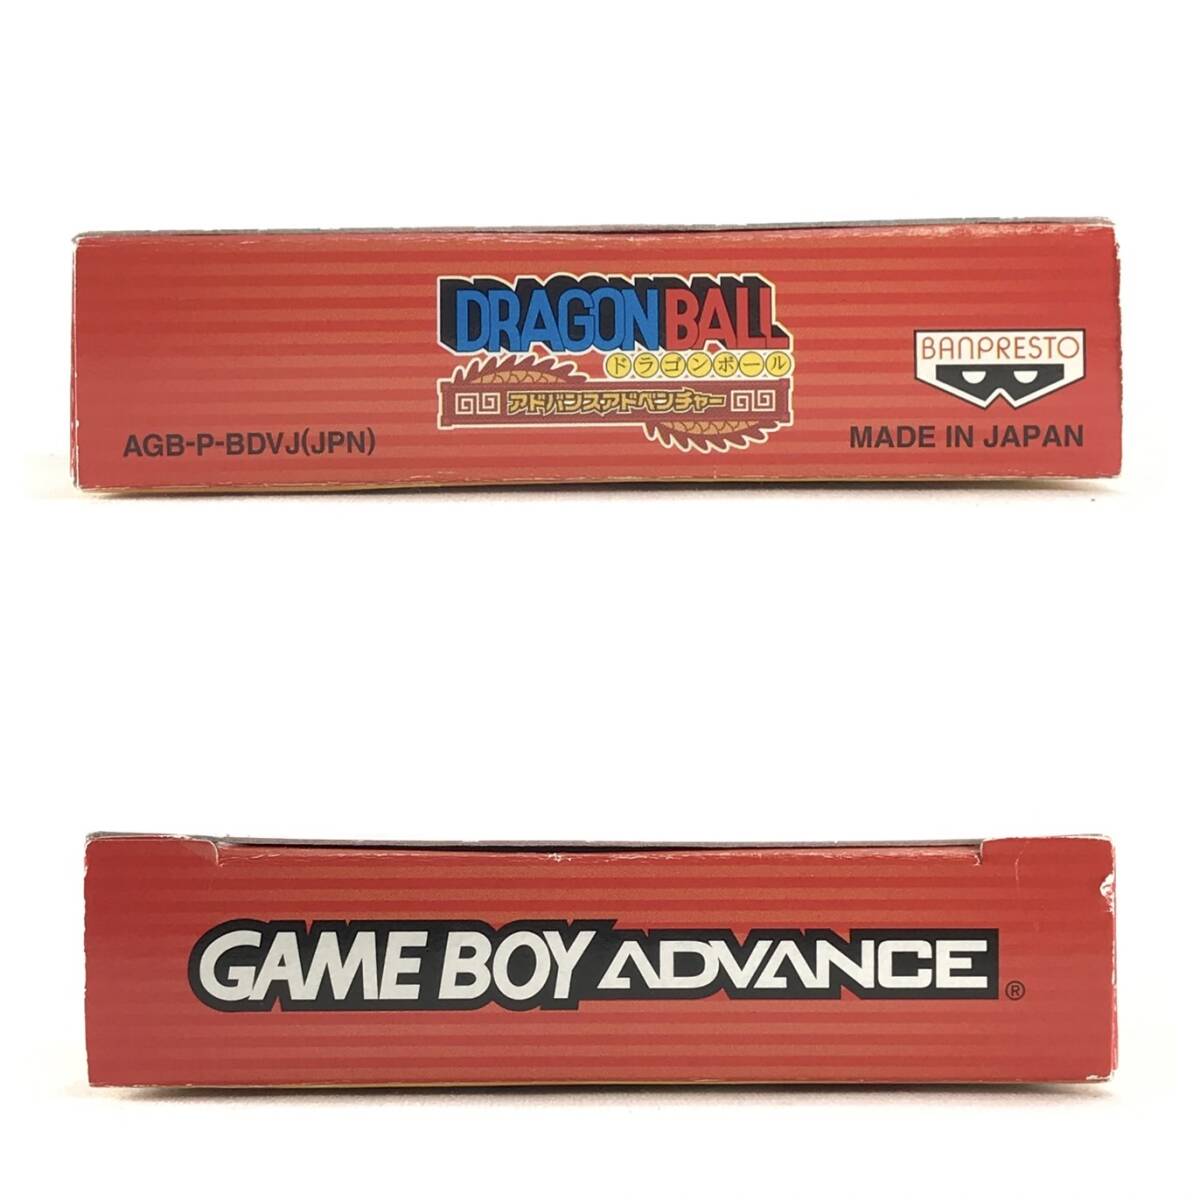 DRAGON BALL
ドラゴンボール
アドバンスアドベンチャー
BANPRESTO
AGB-P-BDVJ(JPN)
MADE IN JAPAN
GAME BOY ADVANCE ®